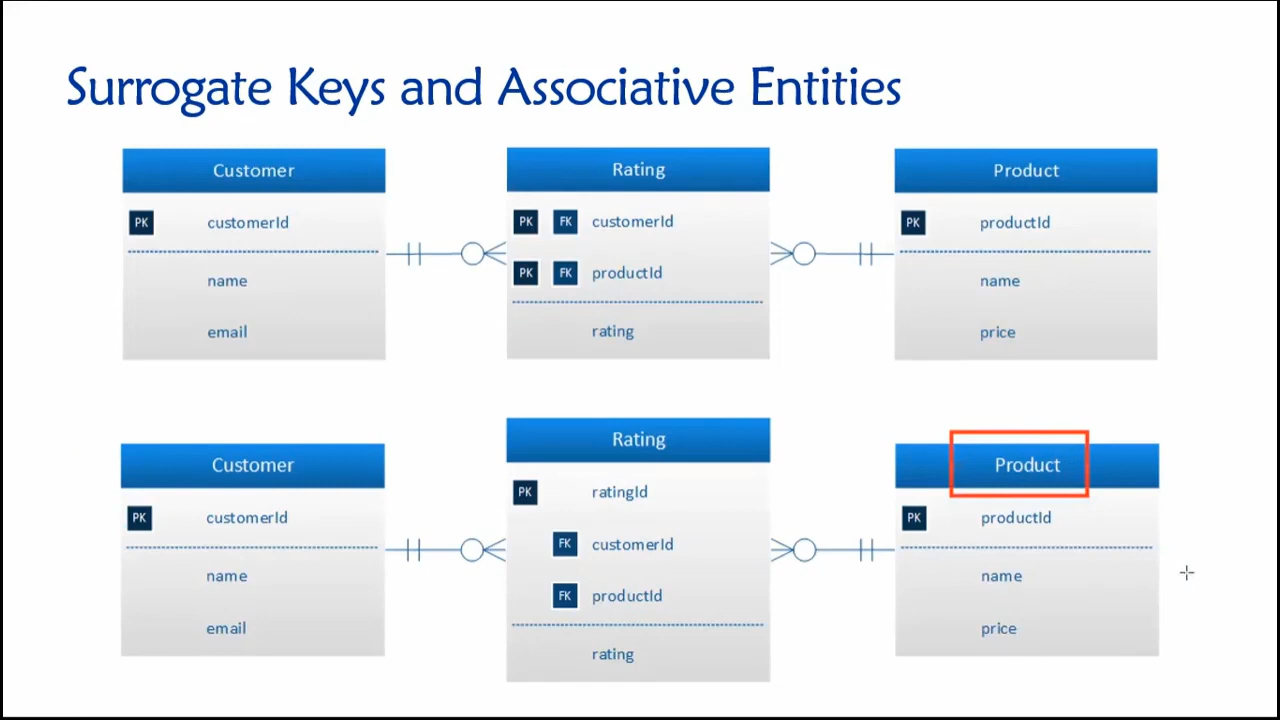 Surrogate Keys and Associative Entities
Customer
PK customerId
name
email
Rating
PK FK customerId
PK FK productId
rating
Product
PK productId
name
price
Customer
PK customerId
name
email
Rating
PK ratingId
FK customerId
FK productId
rating
Product
PK productId
name
price